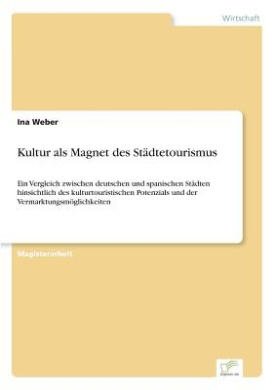 Wirtschaft
Ina Weber
Kultur als Magnet des Städtetourismus
Ein Vergleich zwischen deutschen und spanischen Städten
hinsichtlich des kulturtouristischen Potenzials und der
Vermarktungsmöglichkeiten
Magisterarbeit